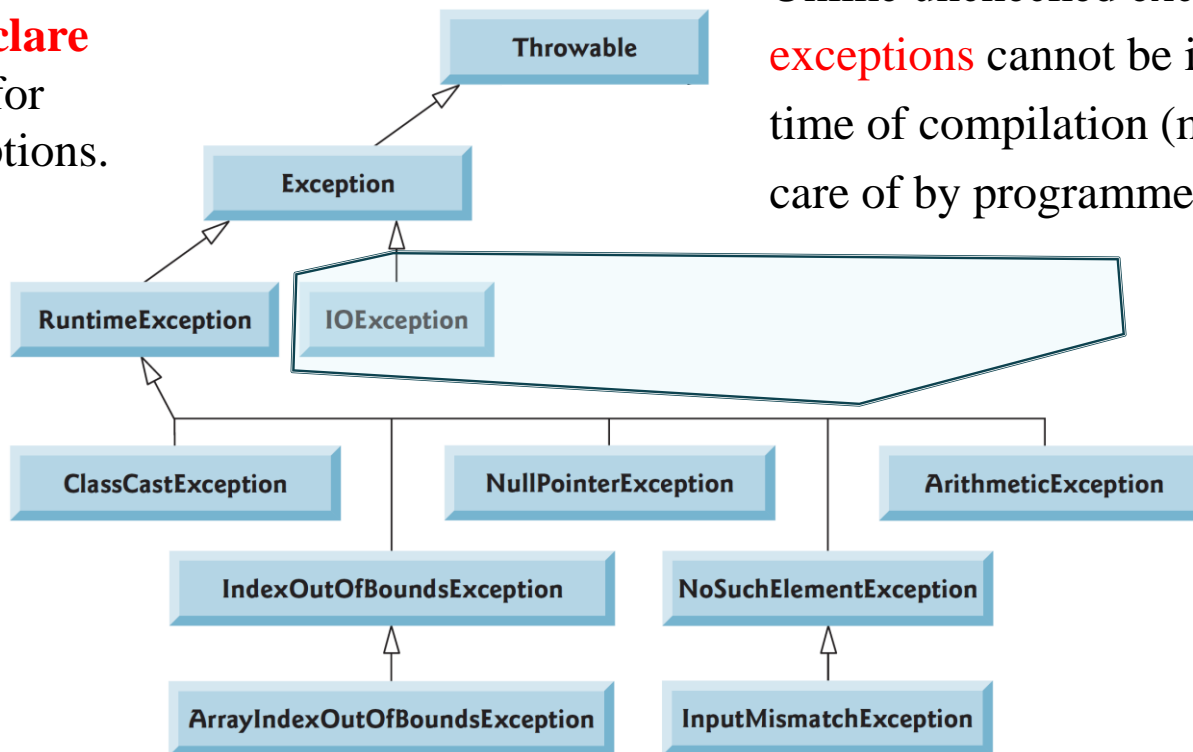 clare
for
otions.
exceptions cannot be i
time of compilation (
care of by programme
Throwable
Exception
RuntimeException
IOException
ClassCastException
NullPointerException
ArithmeticException
IndexOutOfBoundsException
NoSuchElementException
ArrayIndexOutOfBoundsException
InputMismatchException